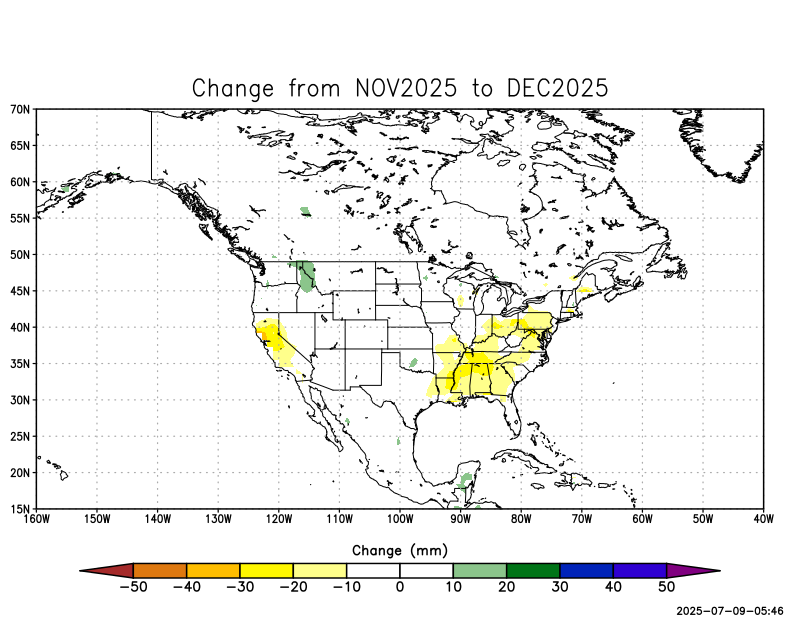 Change from NOV2025 to DEC2025
70N
65N
60N
55N
50N
45N
40N
35N
30N
25N
20N
15N
160W 150W 140W 130W 120W 110W 100W 90W 80W 70W 60W 50W 40W
Change (mm)
−50 −40 −30 −20 −10 0 10 20 30 40 50
2025-07-09-05:46